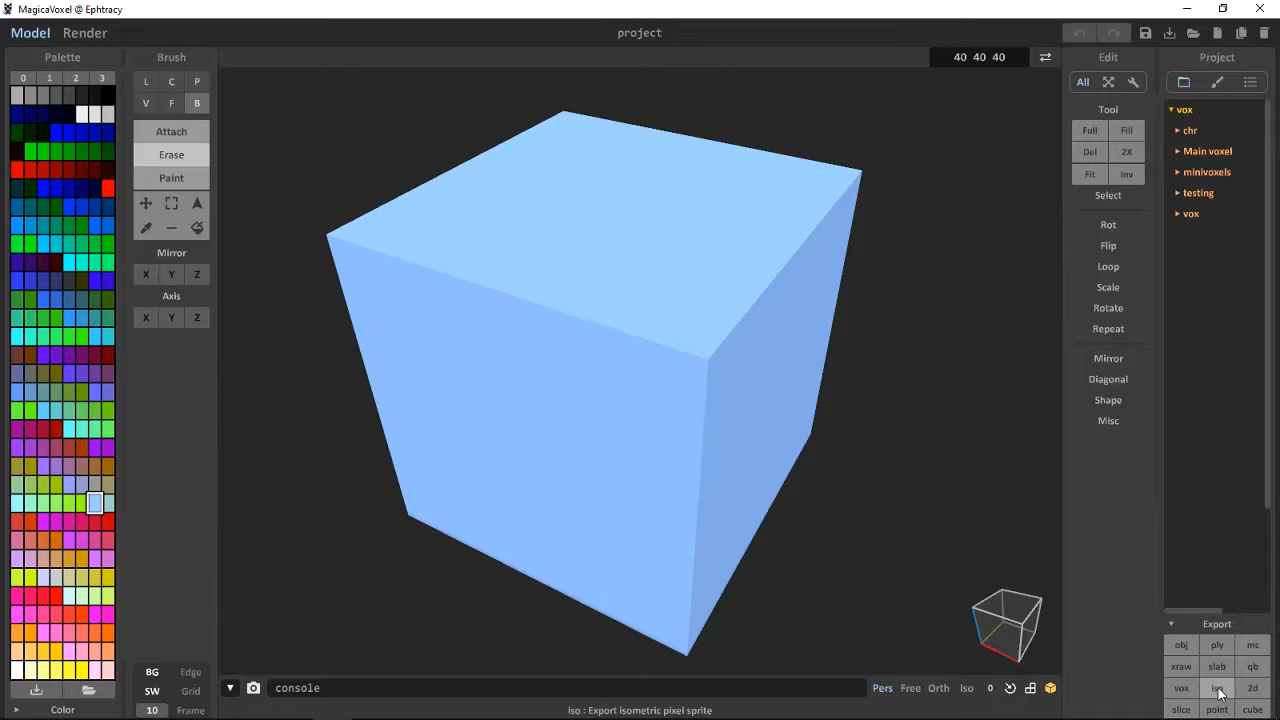 MagicaVoxel @ Ephtracy
Model Render
project
Palette
0 1 2 3
Color
Brush
L C P
V F B
Attach
Erase
Paint
Mirror
X Y Z
Axis
X Y Z
BG Edge
SW Grid
10 Frame
40 40 40
console
Pers Free Orth Iso 0
iso : Export isometric pixel sprite
Edit
All
Tool
Full Fill
Del 2X
Fit Inv
Select
Rot
Flip
Loop
Scale
Rotate
Repeat
Mirror
Diagonal
Shape
Misc
Project
vox
chr
Main voxel
minivoxels
testing
vox
Export
obj ply mc
xraw slab qb
vox iso 2d
slice point cube